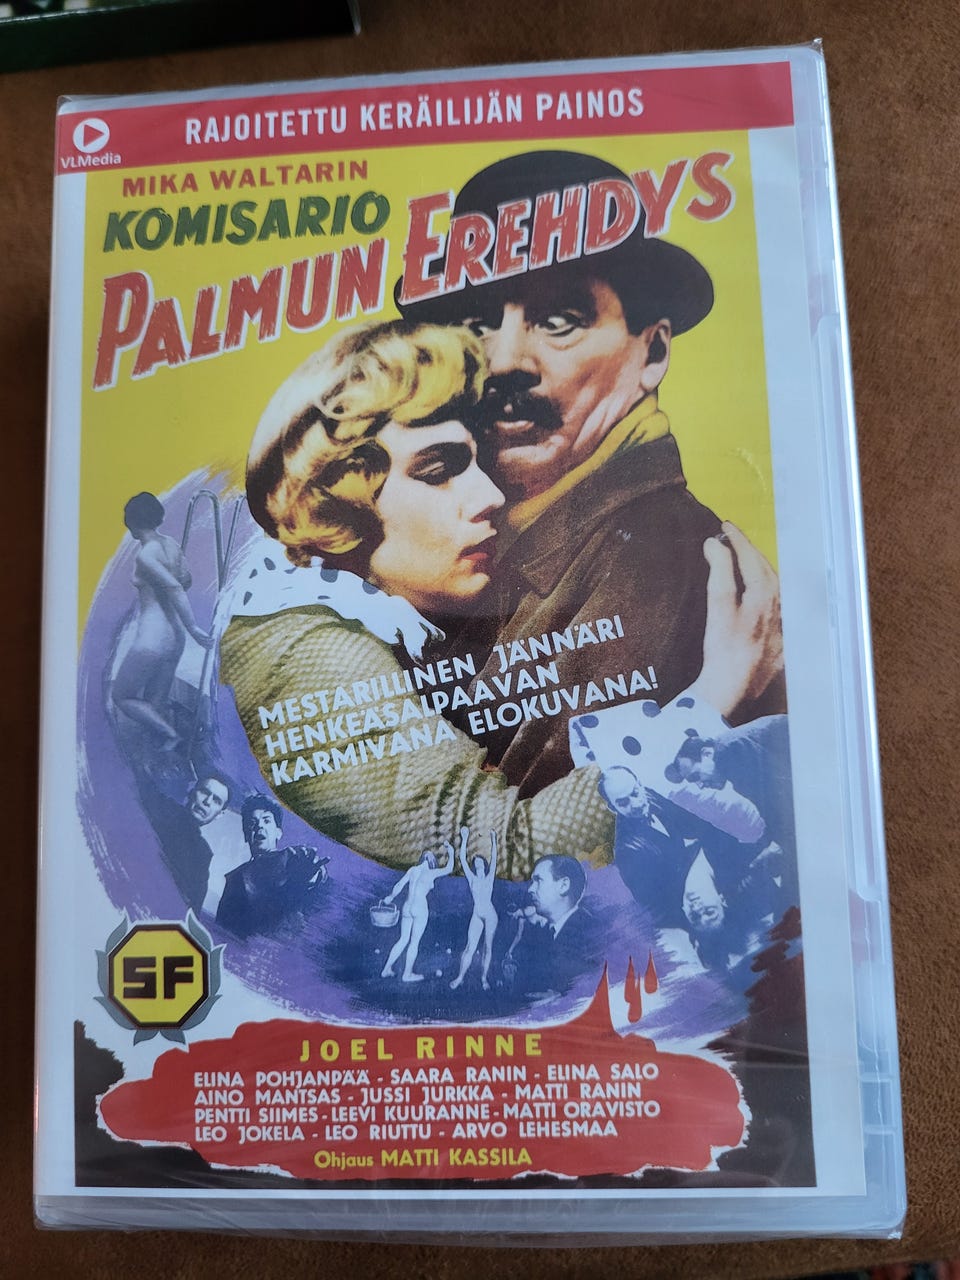 RAJOITETTU KERÄILIJÄN PAINOS
VLMedia
MIKA WALTARIN
KOMISARIO
PALMUN EREHDYS
MESTARILLINEN JÄNNÄRI
HENKEÄSALPAAVAN
KARMIVANA ELOKUVANA!
SF
JOEL RINNE
ELINA POHJANPÄÄ - SAARA RANIN - ELINA SALO
AINO MANTSAS - JUSSI JURKKA - MATTI RANIN
PENTTI SIIMES - LEEVI KUURANNE - MATTI ORAVISTO
LEO JOKELA - LEO RIUTTU - ARVO LEHESMAA
Ohjaus MATTI KASSILA